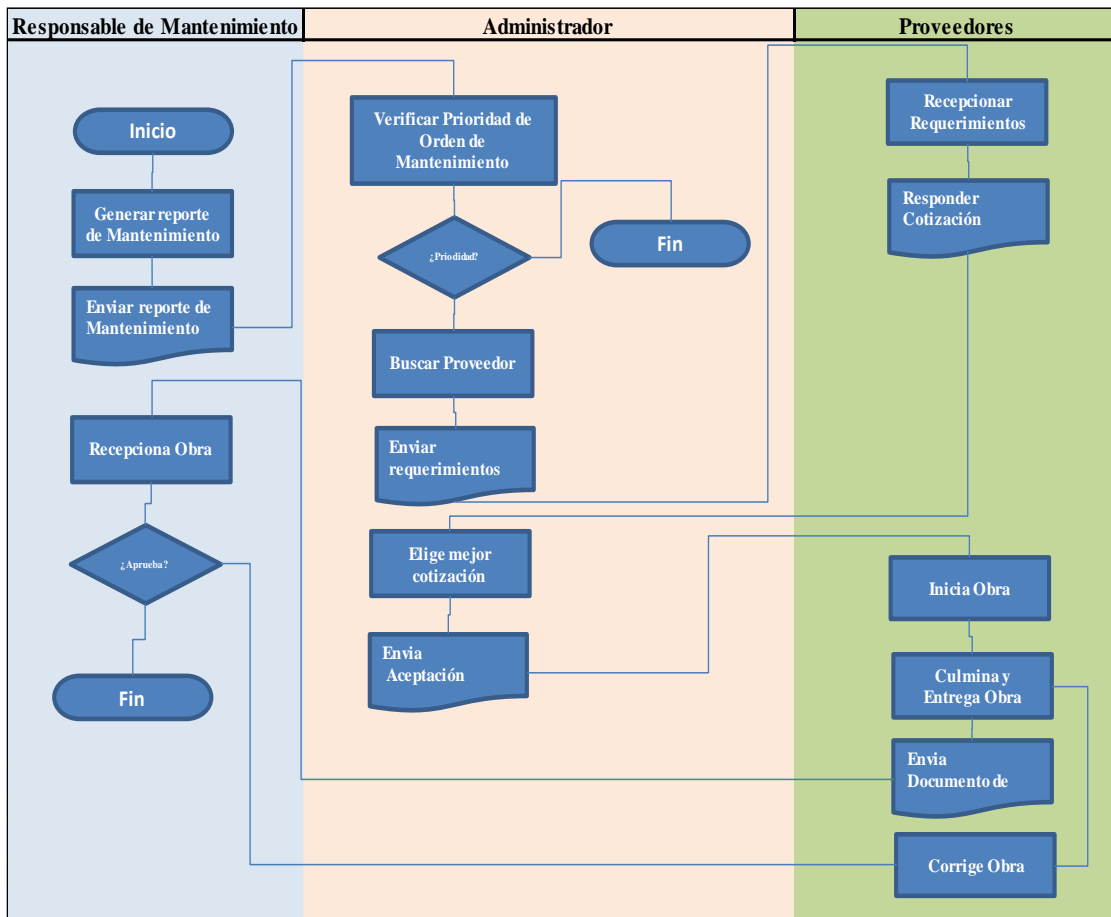 Responsable de Mantenimiento
Administrador
Proveedores
Inicio
Generar reporte
de Mantenimiento
Enviar reporte de
Mantenimiento
Recepciona Obra
¿Aprueba?
Fin
Verificar Prioridad de
Orden de
Mantenimiento
¿Priodidad?
Fin
Buscar Proveedor
Enviar
requerimientos
Elige mejor
cotización
Envia
Aceptación
Recepcionar
Requerimientos
Responder
Cotización
Inicia Obra
Culmina y
Entrega Obra
Envia
Documento de
Corrige Obra